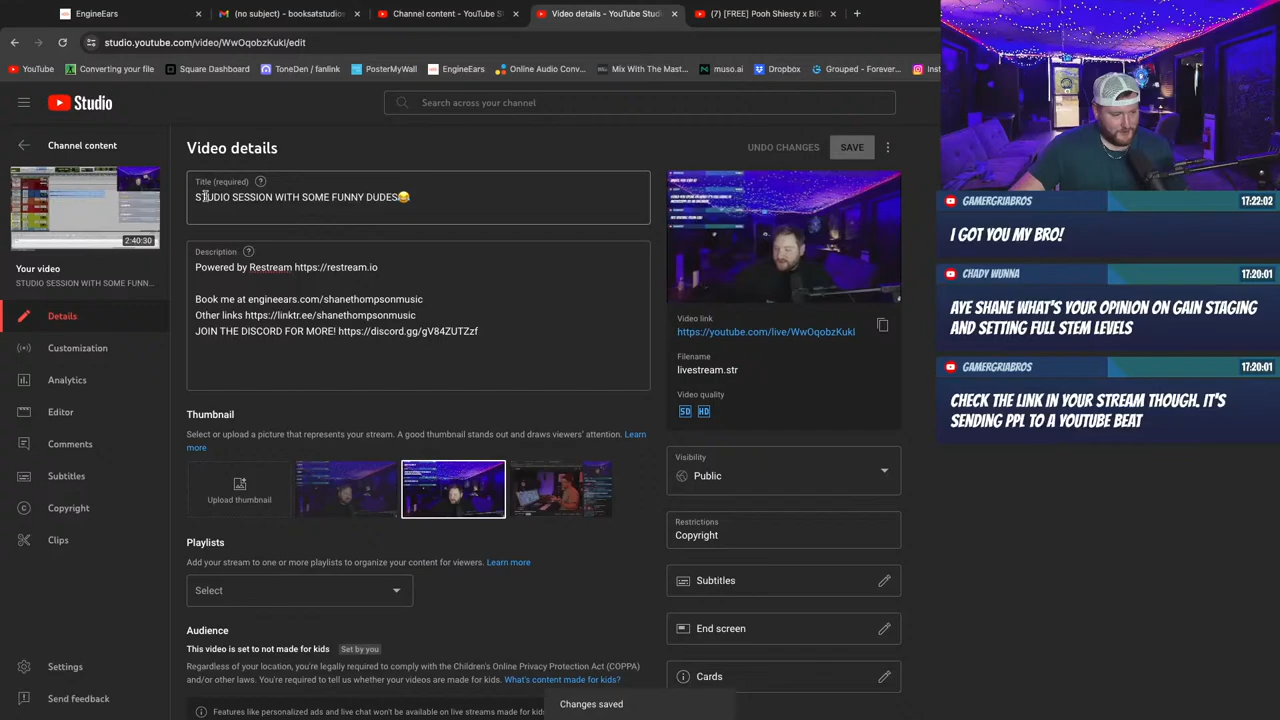 EngineEars
(no subject) - booksatstudios
Channel content - YouTube S
Video details - YouTube Studi
(7) [FREE] Pooh Shiesty x BIG
studio.youtube.com/video/WwOqobzKukI/edit
YouTube
Converting your file
Square Dashboard
ToneDen / fanlink
PosterMyWall
EngineEars
Online Audio Conv...
Mix With The Mast...
muso.ai
Dropbox
Grouped - Forever...
Inst
Studio
Search across your channel
Channel content
2:40:30
Your video
STUDIO SESSION WITH SOME FUNN...
Details
Customization
Analytics
Editor
Comments
Subtitles
Copyright
Clips
Settings
Send feedback
Video details
UNDO CHANGES
SAVE
Title (required)
STUDIO SESSION WITH SOME FUNNY DUDES😂
Description
Powered by Restream https://restream.io
Book me at engineears.com/shanethompsonmusic
Other links https://linktr.ee/shanethompsonmusic
JOIN THE DISCORD FOR MORE! https://discord.gg/gV84ZUTZzf
Thumbnail
Select or upload a picture that represents your stream. A good thumbnail stands out and draws viewers' attention. Learn
more
Upload thumbnail
Playlists
Add your stream to one or more playlists to organize your content for viewers. Learn more
Select
Audience
This video is set to not made for kids Set by you
Regardless of your location, you're legally required to comply with the Children's Online Privacy Protection Act (COPPA)
and/or other laws. You're required to tell us whether your videos are made for kids. What's content made for kids?
Features like personalized ads and live chat won't be available on live streams made for kids
Changes saved
Video link
https://youtube.com/live/WwOqobzKukI
Filename
livestream.str
Video quality
SD HD
Visibility
Public
Restrictions
Copyright
Subtitles
End screen
Cards
GAMERGRIABROS 17:22:02
I GOT YOU MY BRO!
CHADY WUNNA 17:20:01
AYE SHANE WHAT'S YOUR OPINION ON GAIN STAGING
AND SETTING FULL STEM LEVELS
GAMERGRIABROS 17:20:01
CHECK THE LINK IN YOUR STREAM THOUGH. IT'S
SENDING PPL TO A YOUTUBE BEAT